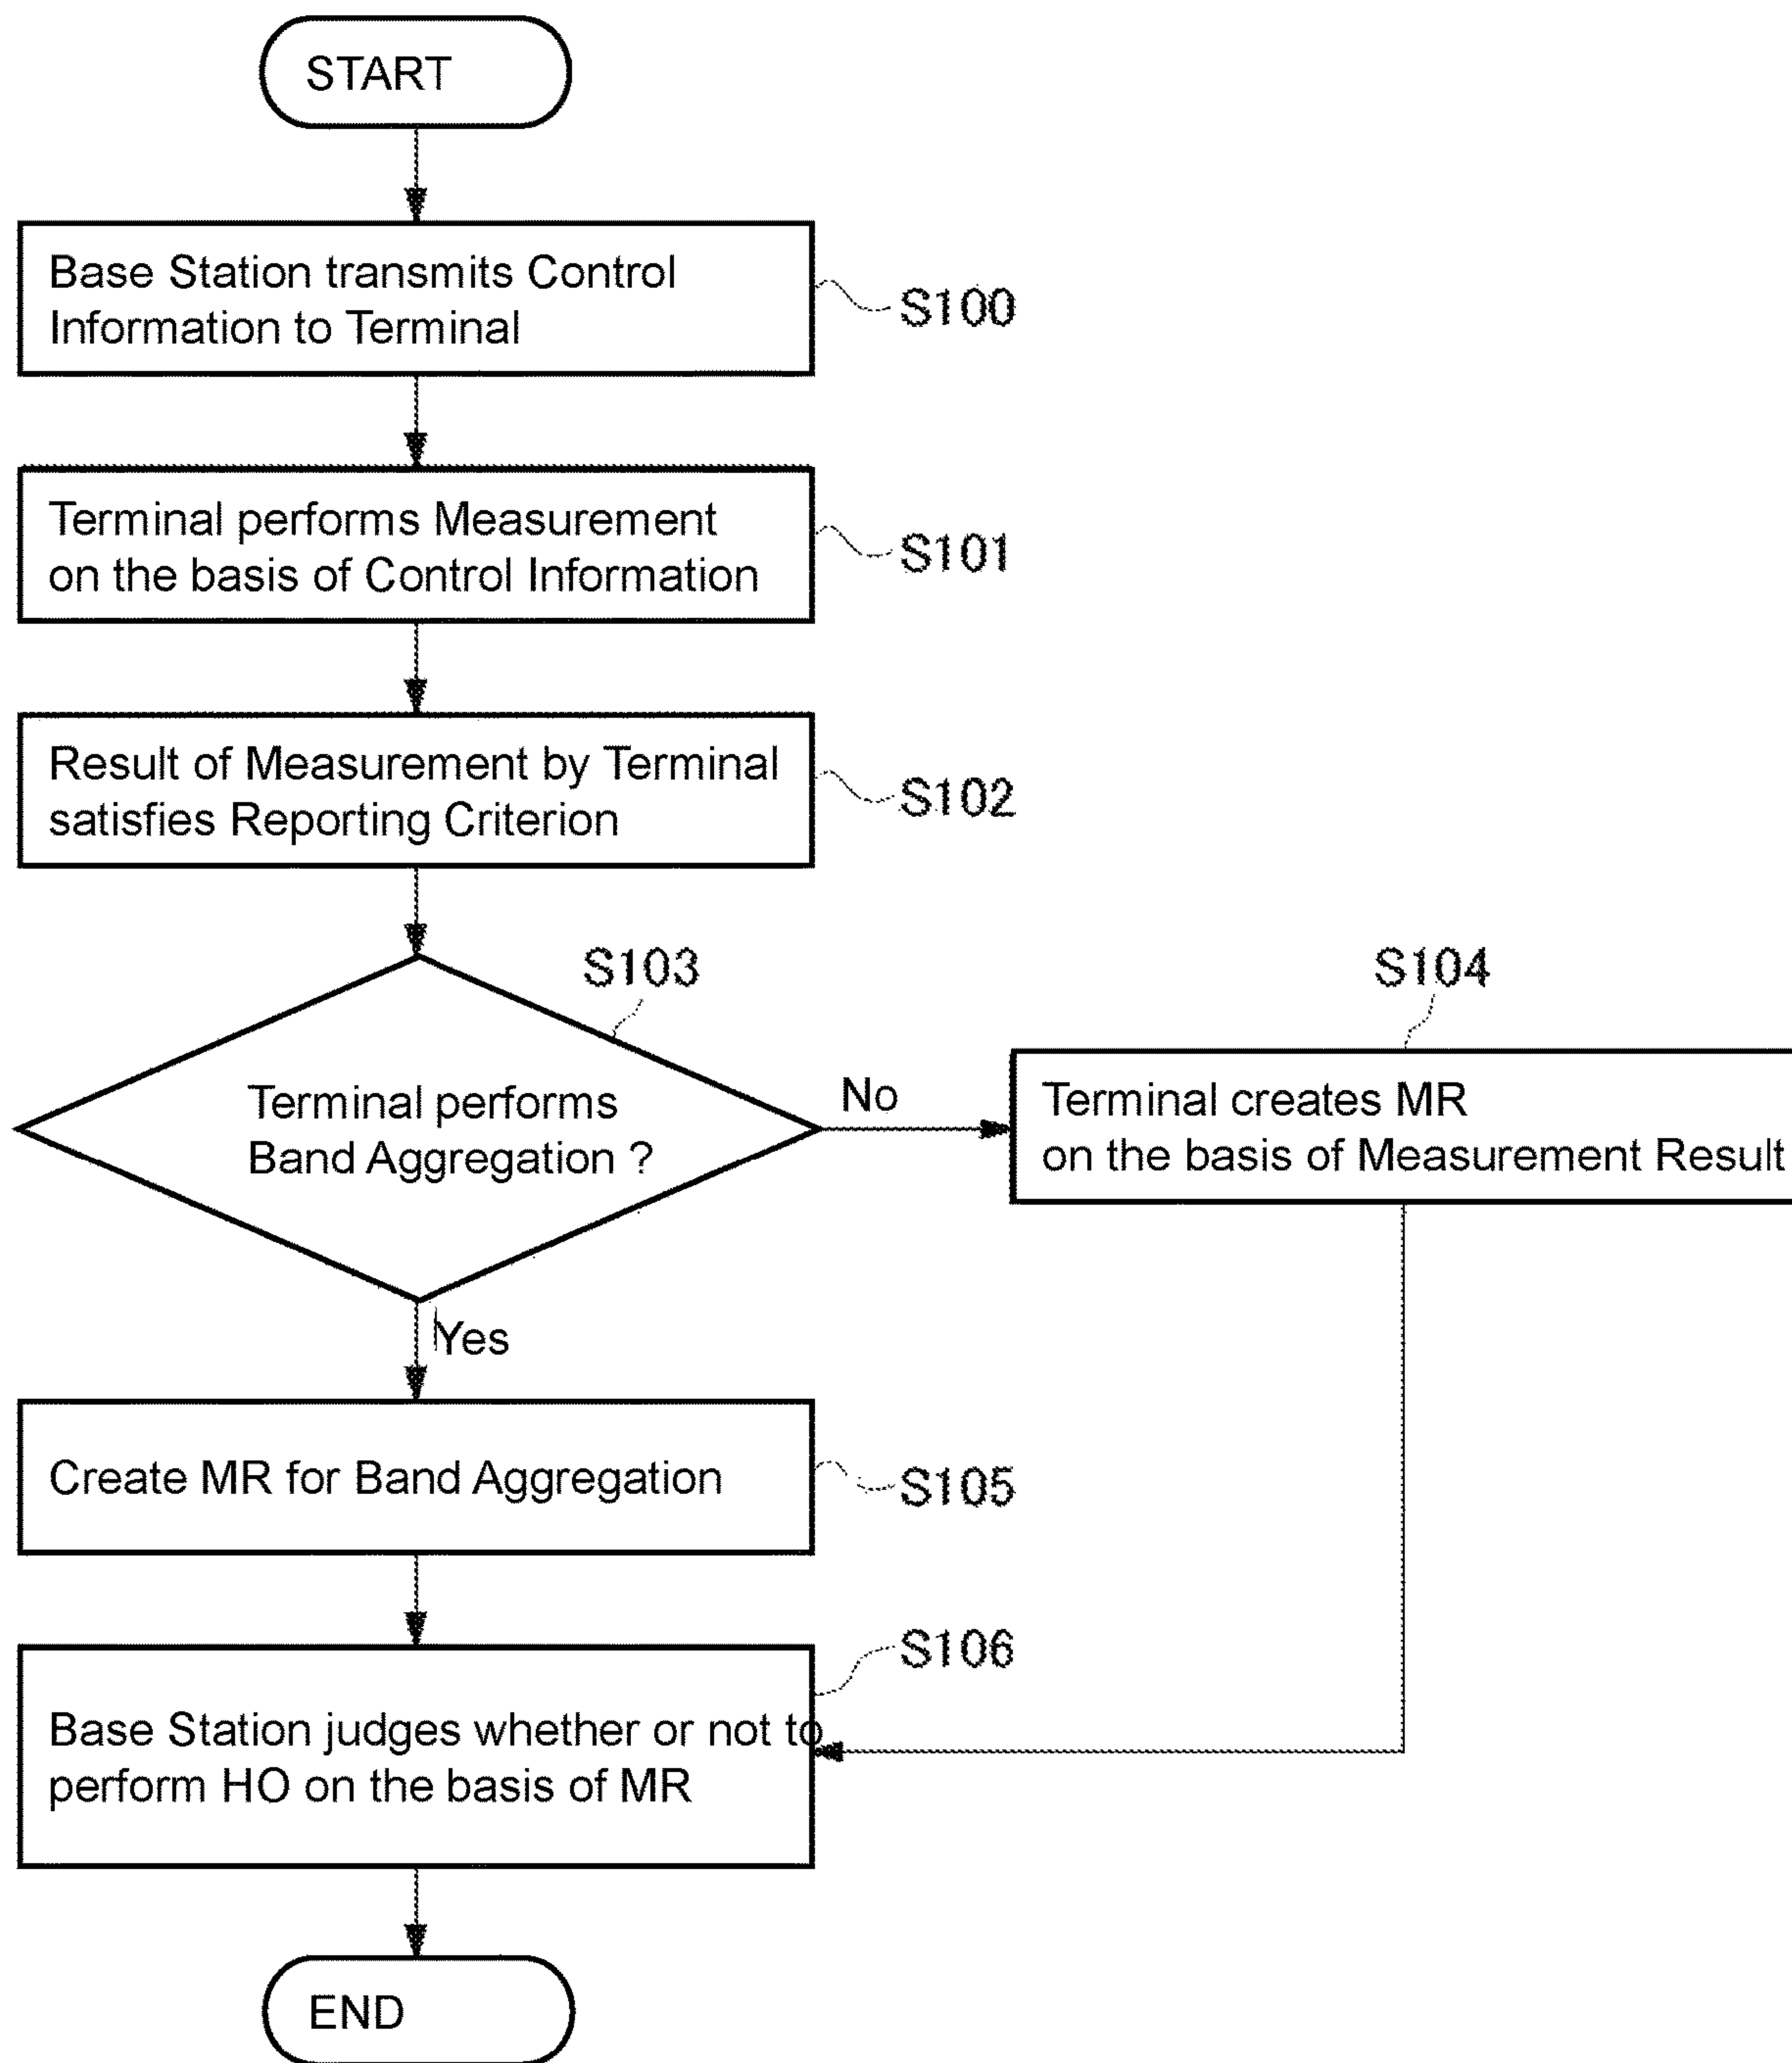 START
Base Station transmits Control
Information to Terminal
S100
Terminal performs Measurement
on the basis of Control Information
S101
Result of Measurement by Terminal
satisfies Reporting Criterion
S102
S103
Terminal performs
Band Aggregation ?
No
S104
Terminal creates MR
on the basis of Measurement Result
Yes
Create MR for Band Aggregation
S105
S106
Base Station judges whether or not to
perform HO on the basis of MR
END